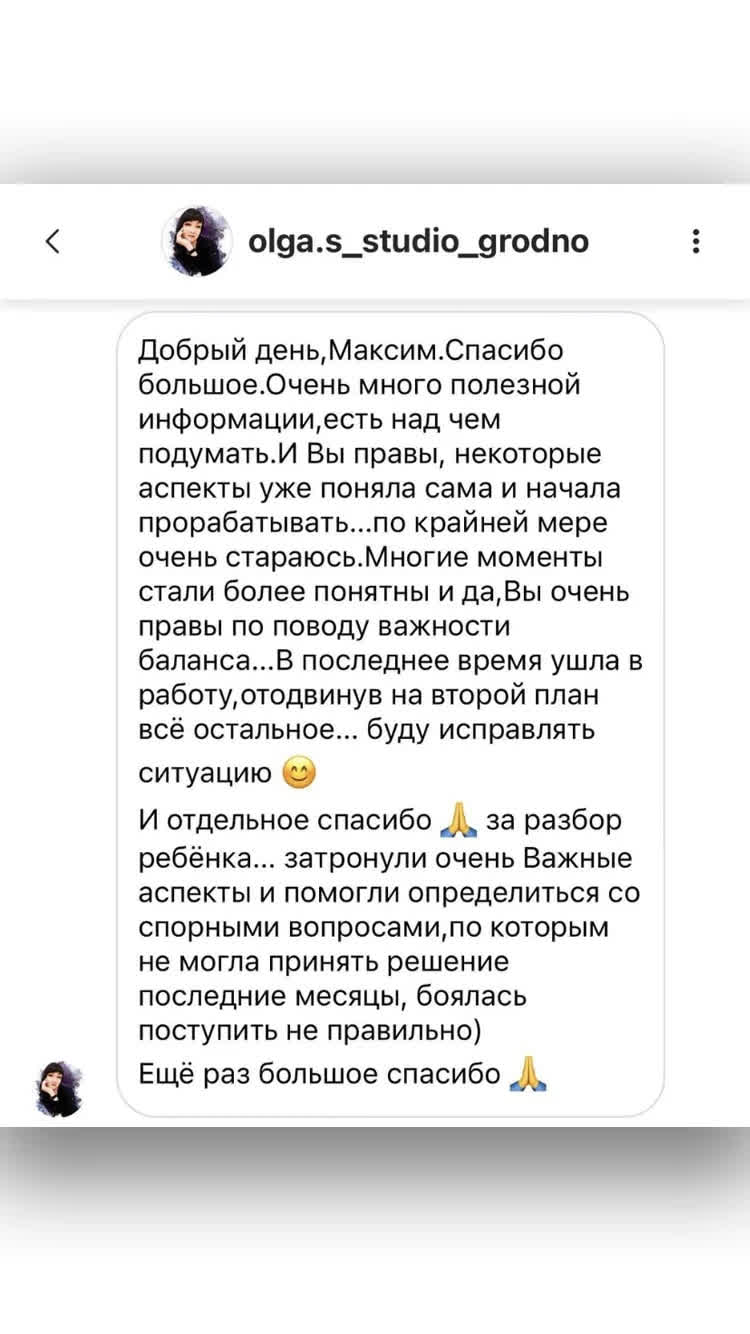 olga.s_studio_grodno
Добрый день,Максим.Спасибо
большое.Очень много полезной
информации,есть над чем
подумать.И Вы правы, некоторые
аспекты уже поняла сама и начала
прорабатывать...по крайней мере
очень стараюсь.Многие моменты
стали более понятны и да,Вы очень
правы по поводу важности
баланса...В последнее время ушла в
работу,отодвинув на второй план
всё остальное... буду исправлять
ситуацию 😊
И отдельное спасибо 🙏 за разбор
ребёнка... затронули очень Важные
аспекты и помогли определиться со
спорными вопросами,по которым
не могла принять решение
последние месяцы, боялась
поступить не правильно)
Ещё раз большое спасибо 🙏